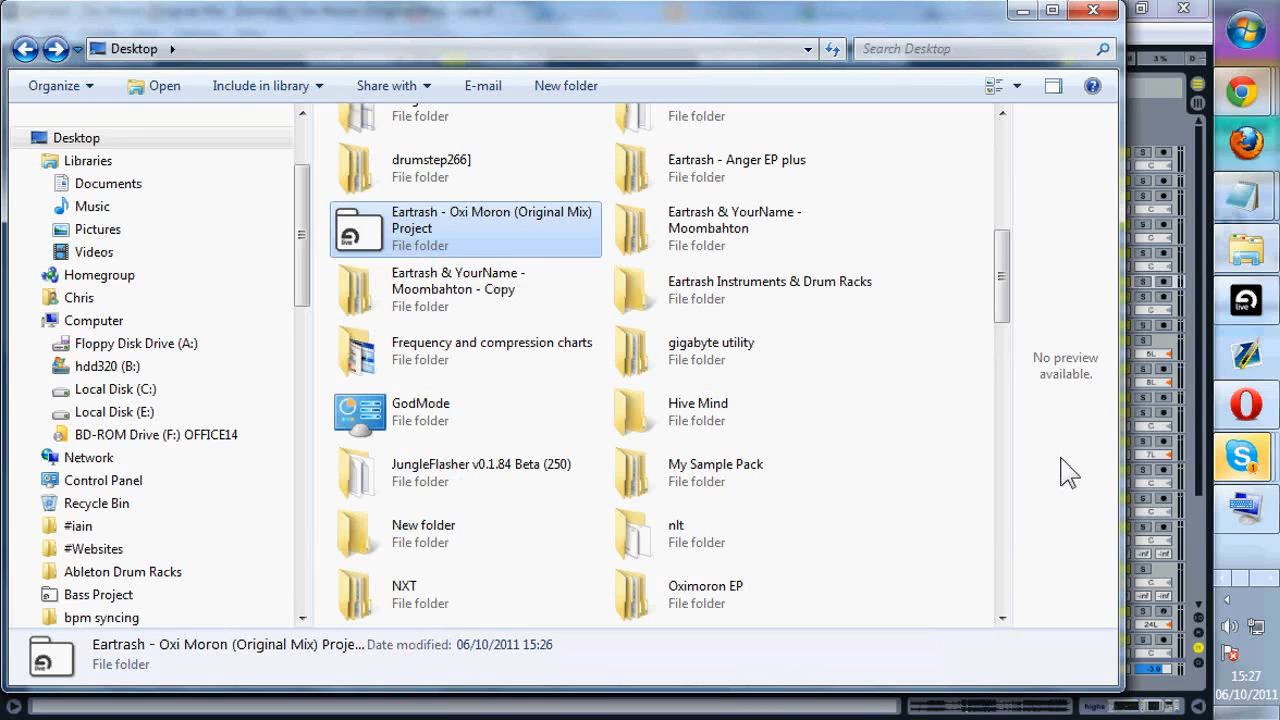 Desktop
Search Desktop
Organize
Open
Include in library
Share with
E-mail
New folder
3 %
D
Desktop
Libraries
Documents
Music
Pictures
Videos
Homegroup
Chris
Computer
Floppy Disk Drive (A:)
hdd320 (B:)
Local Disk (C:)
Local Disk (E:)
BD-ROM Drive (F:) OFFICE14
Network
Control Panel
Recycle Bin
#iain
#Websites
Ableton Drum Racks
Bass Project
bpm syncing
File folder
File folder
File folder
Eartrash - Anger EP plus
File folder
Eartrash - Oxi Moron (Original Mix)
Project
File folder
Eartrash & YourName -
Moombahton
File folder
Eartrash & YourName -
Moombahton - Copy
File folder
Eartrash Instruments & Drum Racks
File folder
Frequency and compression charts
File folder
gigabyte utility
File folder
GodMode
File folder
Hive Mind
File folder
JungleFlasher v0.1.84 Beta (250)
File folder
My Sample Pack
File folder
New folder
File folder
nlt
File folder
NXT
File folder
Oximoron EP
File folder
No preview
available.
Eartrash - Oxi Moron (Original Mix) Proje... Date modified: 06/10/2011 15:26
File folder
live
5L
8L
7L
24L
-3.0
15:27
06/10/2011